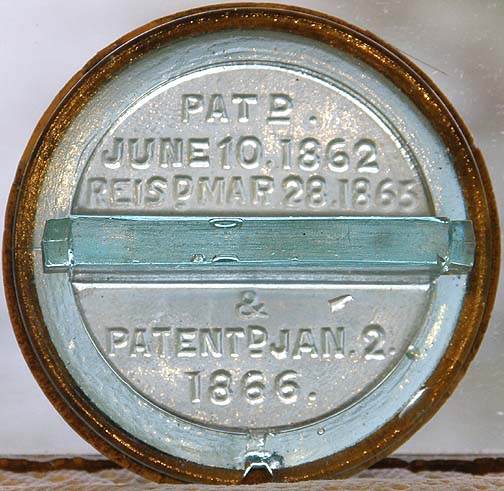 PAT D.
JUNE 10. 1862
REIS D MAR 28. 1865
&
PATENT D JAN. 2.
1866.